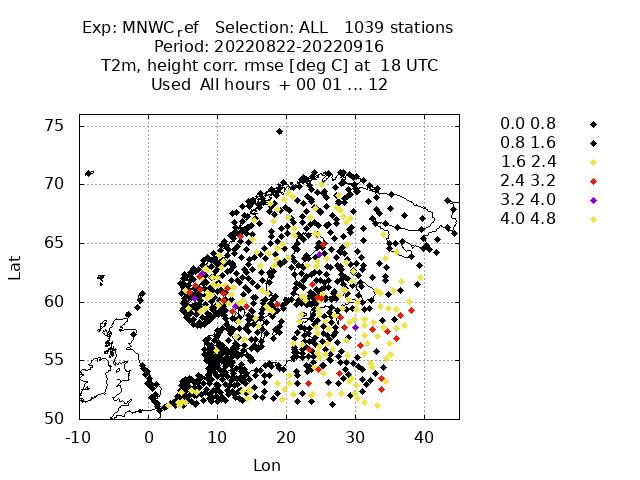 Exp: MNWC_ref   Selection: ALL   1039 stations
Period: 20220822-20220916
T2m, height corr. rmse [deg C] at  18 UTC
Used  All hours  + 00 01 ... 12
0.0 0.8
0.8 1.6
1.6 2.4
2.4 3.2
3.2 4.0
4.0 4.8
75
70
65
60
55
50
Lat
-10 0 10 20 30 40
Lon